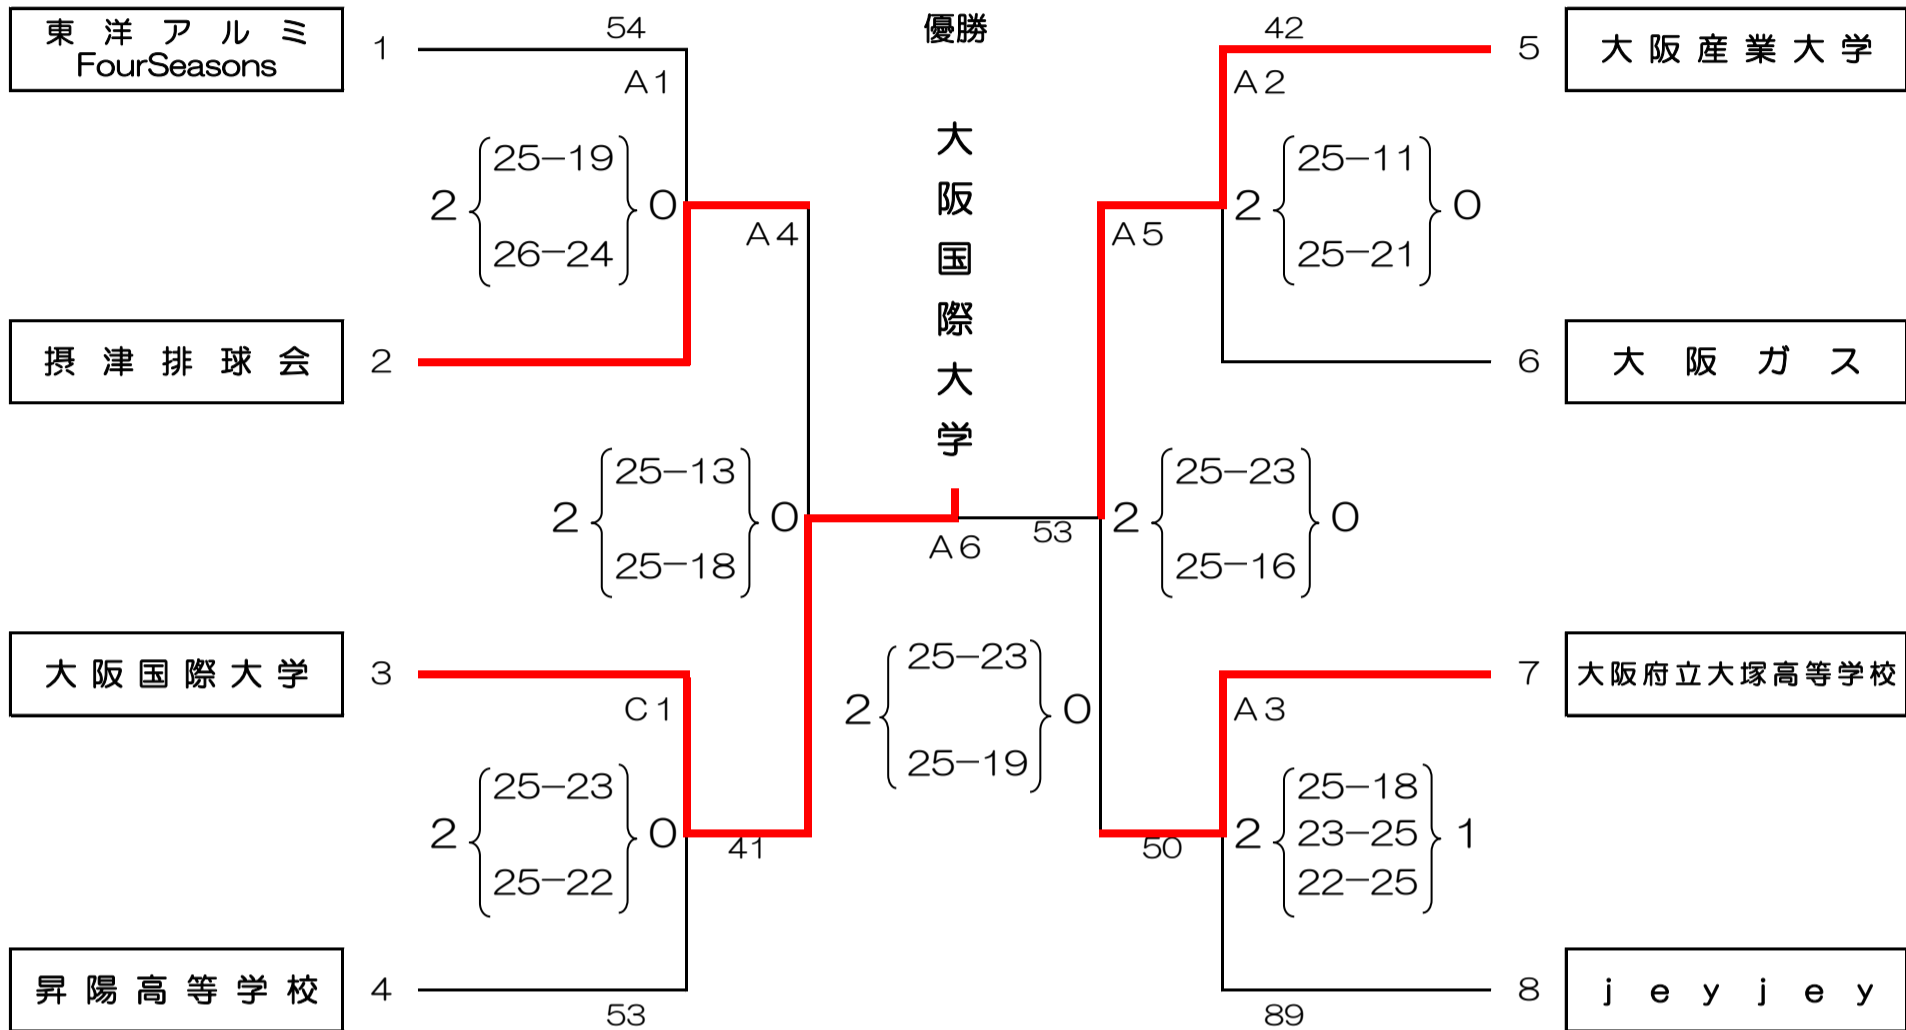 優勝
大阪国際大学
東洋アルミ
FourSeasons
1
54
A1
2
25-19
26-24
0
摂津排球会
2
A4
2
25-13
25-18
0
大阪国際大学
3
C1
2
25-23
25-22
0
41
昇陽高等学校
4
53
A6
53
2
25-23
25-19
0
42
5
大阪産業大学
A2
2
25-11
25-21
0
A5
6
大阪ガス
2
25-23
25-16
0
7
大阪府立大塚高等学校
A3
50
2
25-18
23-25
22-25
1
8
jeyjey
89